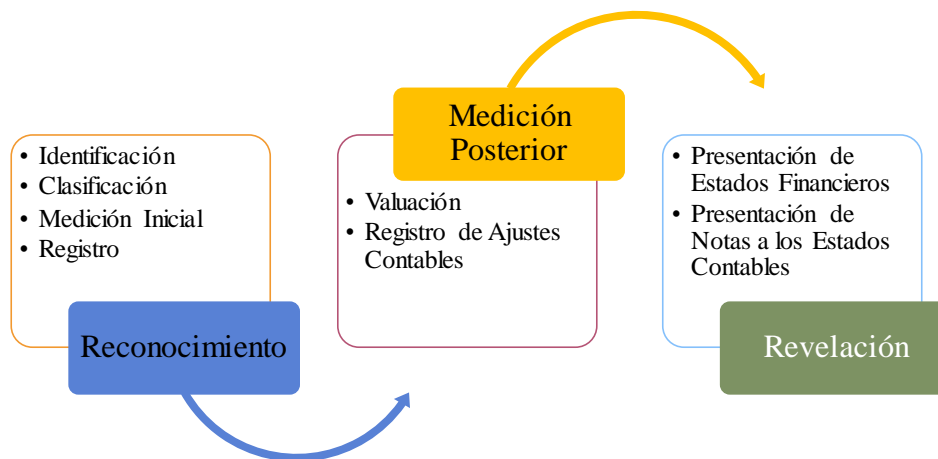 • Identificación
• Clasificación
• Medición Inicial
• Registro
Reconocimiento
Medición
Posterior
• Valuación
• Registro de Ajustes
Contables
• Presentación de
Estados Financieros
• Presentación de
Notas a los Estados
Contables
Revelación